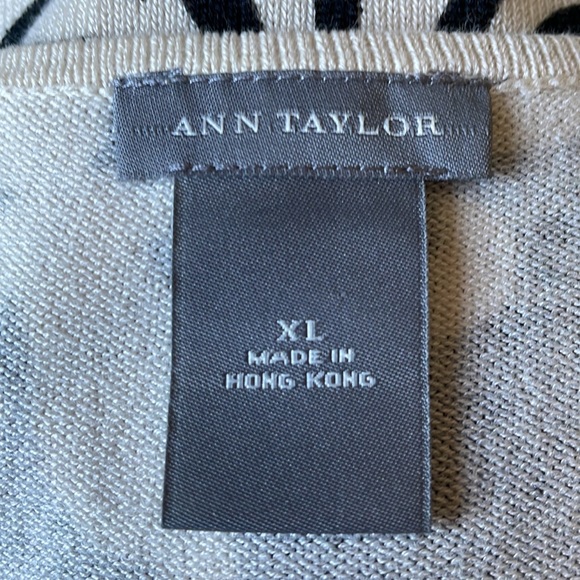 ANN TAYLOR
XL
MADE IN
HONG KONG